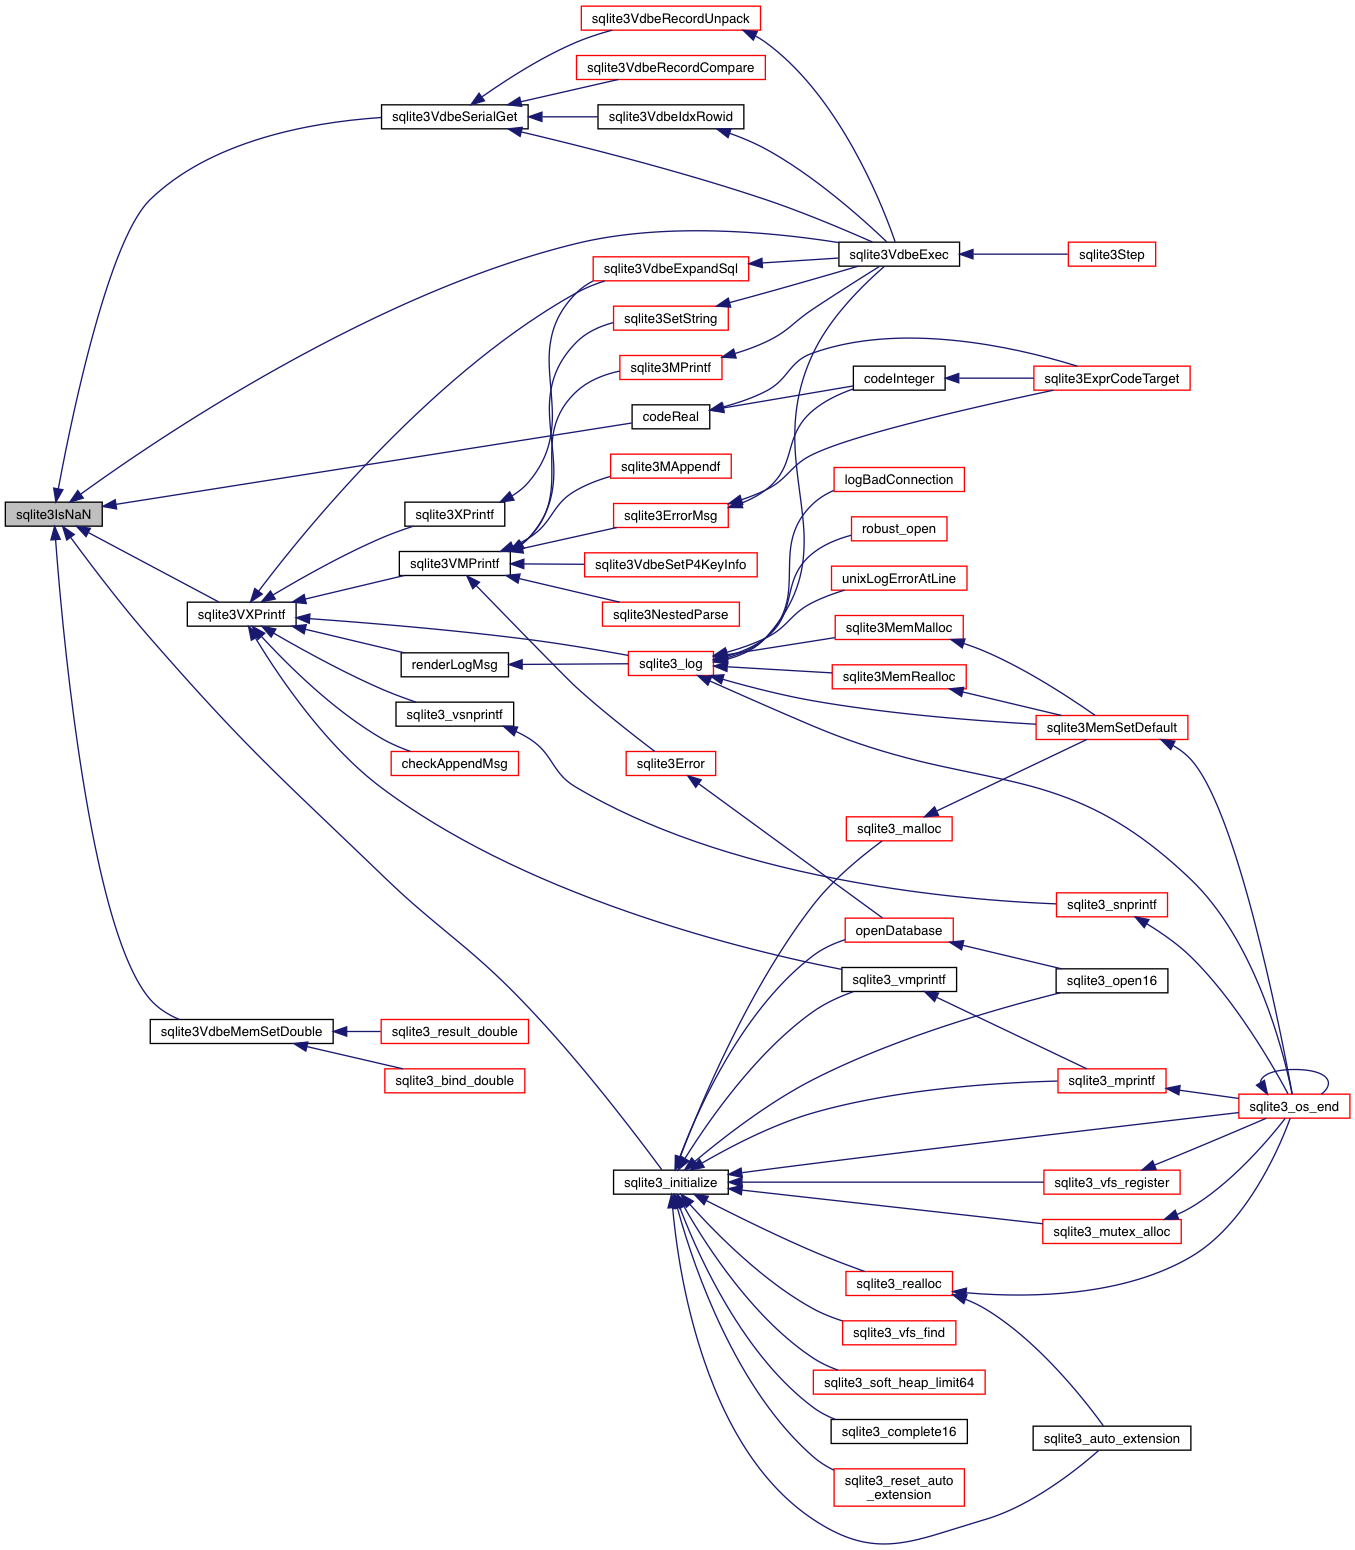 sqlite3VdbeRecordUnpack
sqlite3VdbeRecordCompare
sqlite3VdbeSerialGet
sqlite3VdbeIdxRowid
sqlite3VdbeExec
sqlite3Step
sqlite3VdbeExpandSql
sqlite3SetString
sqlite3MPrintf
codeInteger
sqlite3ExprCodeTarget
codeReal
sqlite3MAppendf
logBadConnection
sqlite3IsNaN
sqlite3XPrintf
sqlite3ErrorMsg
robust_open
sqlite3VMPrintf
sqlite3VdbeSetP4KeyInfo
unixLogErrorAtLine
sqlite3VXPrintf
sqlite3NestedParse
sqlite3MemMalloc
renderLogMsg
sqlite3_log
sqlite3MemRealloc
sqlite3_vsnprintf
sqlite3MemSetDefault
checkAppendMsg
sqlite3Error
sqlite3_malloc
sqlite3_snprintf
openDatabase
sqlite3_vmprintf
sqlite3_open16
sqlite3VdbeMemSetDouble
sqlite3_result_double
sqlite3_bind_double
sqlite3_mprintf
sqlite3_os_end
sqlite3_initialize
sqlite3_vfs_register
sqlite3_mutex_alloc
sqlite3_realloc
sqlite3_vfs_find
sqlite3_soft_heap_limit64
sqlite3_complete16
sqlite3_auto_extension
sqlite3_reset_auto
_extension